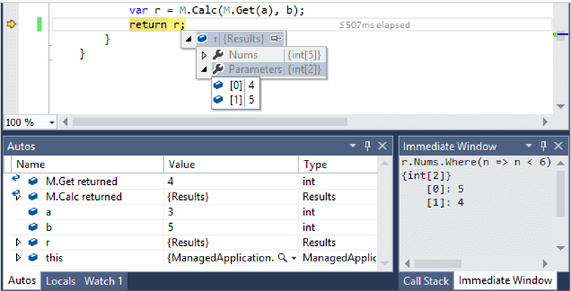 var r = M.Calc(M.Get(a), b);
return r;
≤507ms elapsed
r {Results}
}
Nums {int[5]}
}
Parameters {int[2]}
[0] 4
[1] 5
100 %
Autos
Name Value Type
M.Get returned 4 int
M.Calc returned {Results} Results
a 3 int
b 5 int
r {Results} Results
this {ManagedApplication. ManagedApplic
Autos Locals Watch 1
Immediate Window
r.Nums.Where(n => n < 6)
{int[2]}
[0]: 5
[1]: 4
Call Stack Immediate Window